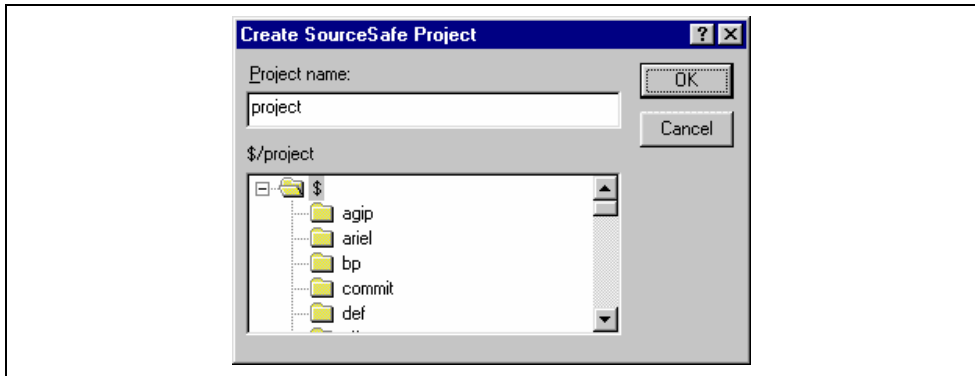 Create SourceSafe Project
Project name:
OK
project
Cancel
$/project
$
agip
ariel
bp
commit
def